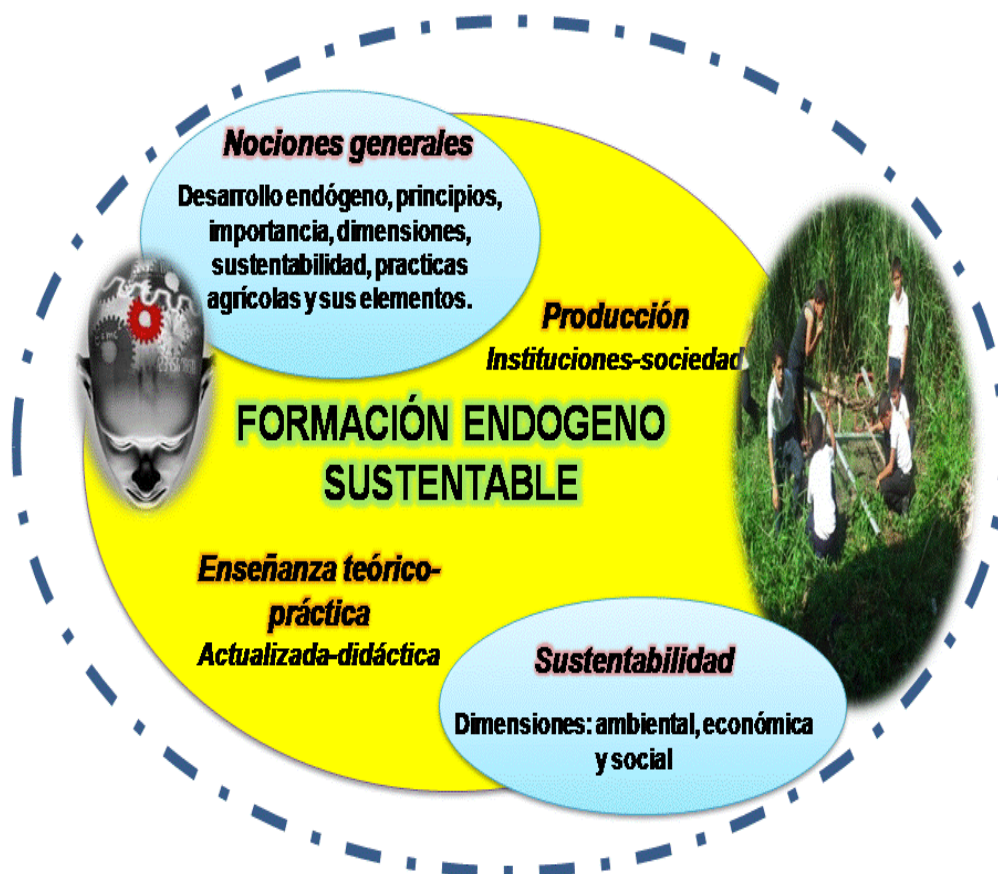 Nociones generales
Desarrollo endógeno, principios,
importancia, dimensiones,
sustentabilidad, practicas
agrícolas y sus elementos.
Producción
Instituciones-sociedad
FORMACIÓN ENDOGENO
SUSTENTABLE
Enseñanza teórico-
práctica
Actualizada-didáctica
Sustentabilidad
Dimensiones: ambiental, económica
y social